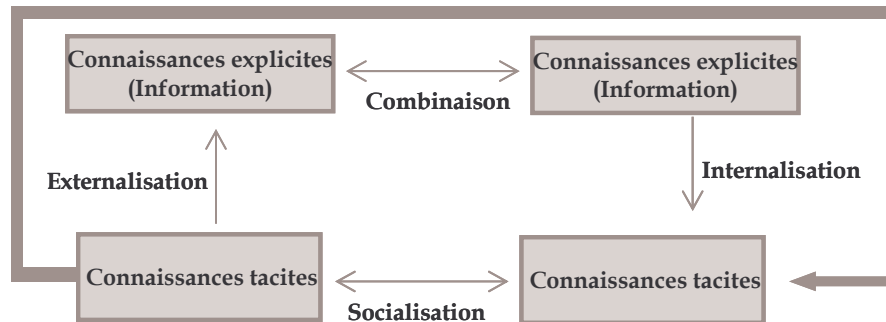 Connaissances explicites
(Information)
Connaissances explicites
(Information)
Combinaison
Externalisation
Internalisation
Connaissances tacites
Connaissances tacites
Socialisation